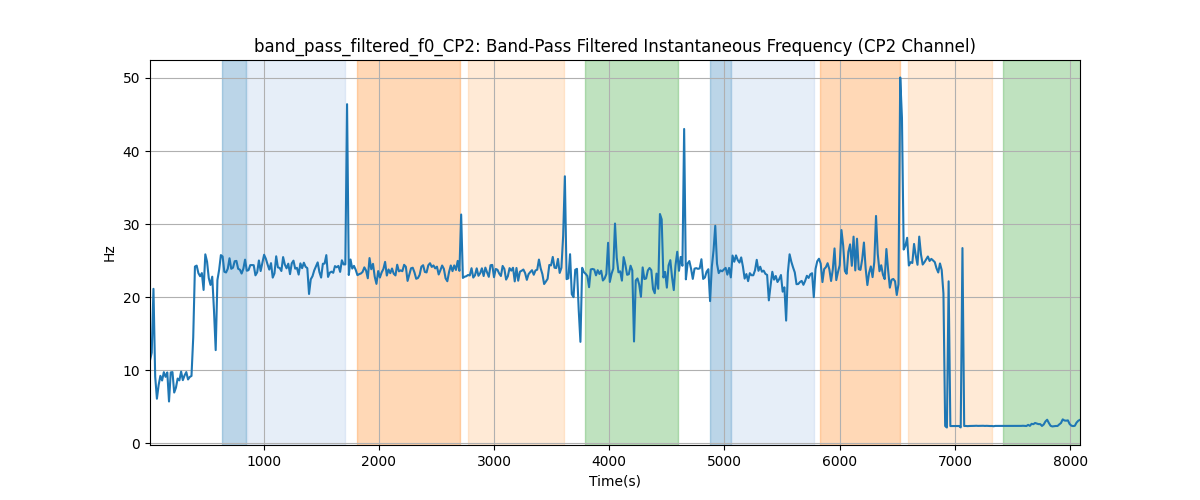 band_pass_filtered_f0_CP2: Band-Pass Filtered Instantaneous Frequency (CP2 Channel)
50
40
30
20
10
0
Hz
1000 2000 3000 4000 5000 6000 7000 8000
Time(s)